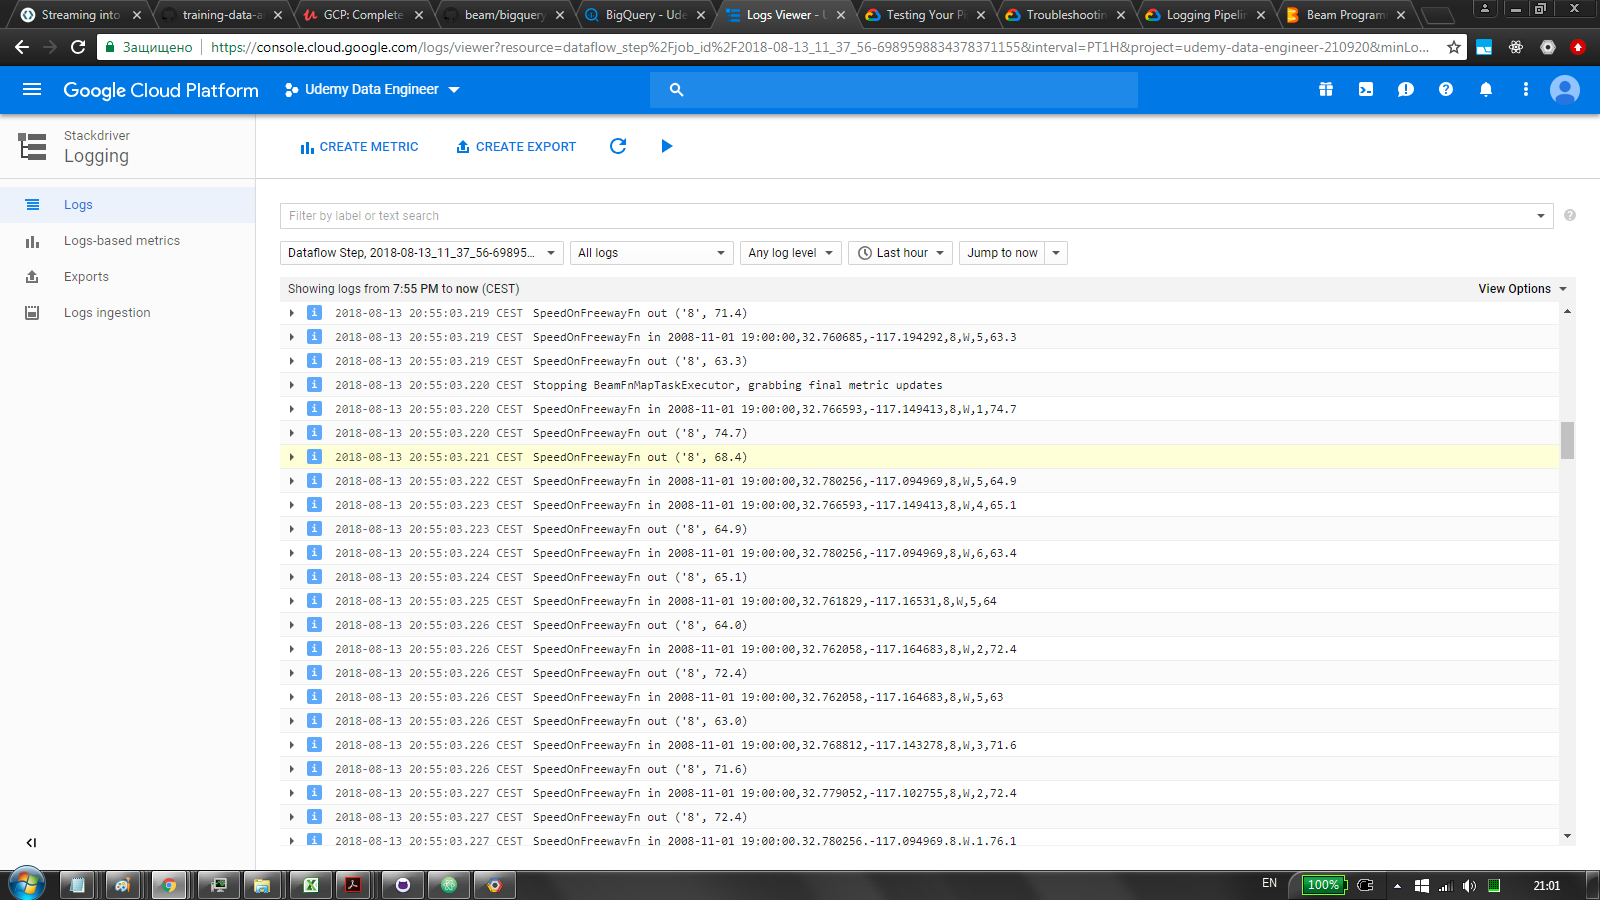 Streaming into
training-data-a
GCP: Complete
beam/bigquery
BigQuery - Ude
Logs Viewer - U
Testing Your P
Troubleshootin
Logging Pipelin
Beam Program
Защищено
https://console.cloud.google.com/logs/viewer?resource=dataflow_step%2Fjob_id%2F2018-08-13_11_37_56-6989598834378371155&interval=PT1H&project=udemy-data-engineer-210920&minLo...
Google Cloud Platform
Udemy Data Engineer
Stackdriver
Logging
CREATE METRIC
CREATE EXPORT
Logs
Logs-based metrics
Exports
Logs ingestion
Filter by label or text search
Dataflow Step, 2018-08-13_11_37_56-69895...
All logs
Any log level
Last hour
Jump to now
Showing logs from 7:55 PM to now (CEST)
View Options
2018-08-13 20:55:03.219 CEST SpeedOnFreewayFn out ('8', 71.4)
2018-08-13 20:55:03.219 CEST SpeedOnFreewayFn in 2008-11-01 19:00:00,32.760685,-117.194292,8,W,5,63.3
2018-08-13 20:55:03.219 CEST SpeedOnFreewayFn out ('8', 63.3)
2018-08-13 20:55:03.220 CEST Stopping BeamFnMapTaskExecutor, grabbing final metric updates
2018-08-13 20:55:03.220 CEST SpeedOnFreewayFn in 2008-11-01 19:00:00,32.766593,-117.149413,8,W,1,74.7
2018-08-13 20:55:03.220 CEST SpeedOnFreewayFn out ('8', 74.7)
2018-08-13 20:55:03.221 CEST SpeedOnFreewayFn out ('8', 68.4)
2018-08-13 20:55:03.222 CEST SpeedOnFreewayFn in 2008-11-01 19:00:00,32.780256,-117.094969,8,W,5,64.9
2018-08-13 20:55:03.223 CEST SpeedOnFreewayFn in 2008-11-01 19:00:00,32.766593,-117.149413,8,W,4,65.1
2018-08-13 20:55:03.223 CEST SpeedOnFreewayFn out ('8', 64.9)
2018-08-13 20:55:03.224 CEST SpeedOnFreewayFn in 2008-11-01 19:00:00,32.780256,-117.094969,8,W,6,63.4
2018-08-13 20:55:03.224 CEST SpeedOnFreewayFn out ('8', 65.1)
2018-08-13 20:55:03.225 CEST SpeedOnFreewayFn in 2008-11-01 19:00:00,32.761829,-117.16531,8,W,5,64
2018-08-13 20:55:03.226 CEST SpeedOnFreewayFn out ('8', 64.0)
2018-08-13 20:55:03.226 CEST SpeedOnFreewayFn in 2008-11-01 19:00:00,32.762058,-117.164683,8,W,2,72.4
2018-08-13 20:55:03.226 CEST SpeedOnFreewayFn out ('8', 72.4)
2018-08-13 20:55:03.226 CEST SpeedOnFreewayFn in 2008-11-01 19:00:00,32.762058,-117.164683,8,W,5,63
2018-08-13 20:55:03.226 CEST SpeedOnFreewayFn out ('8', 63.0)
2018-08-13 20:55:03.226 CEST SpeedOnFreewayFn in 2008-11-01 19:00:00,32.768812,-117.143278,8,W,3,71.6
2018-08-13 20:55:03.226 CEST SpeedOnFreewayFn out ('8', 71.6)
2018-08-13 20:55:03.227 CEST SpeedOnFreewayFn in 2008-11-01 19:00:00,32.779052,-117.102755,8,W,2,72.4
2018-08-13 20:55:03.227 CEST SpeedOnFreewayFn out ('8', 72.4)
2018-08-13 20:55:03.227 CEST SpeedOnFreewayFn in 2008-11-01 19:00:00,32.780256,-117.094969,8,W,1,76.1
EN
100%
21:01